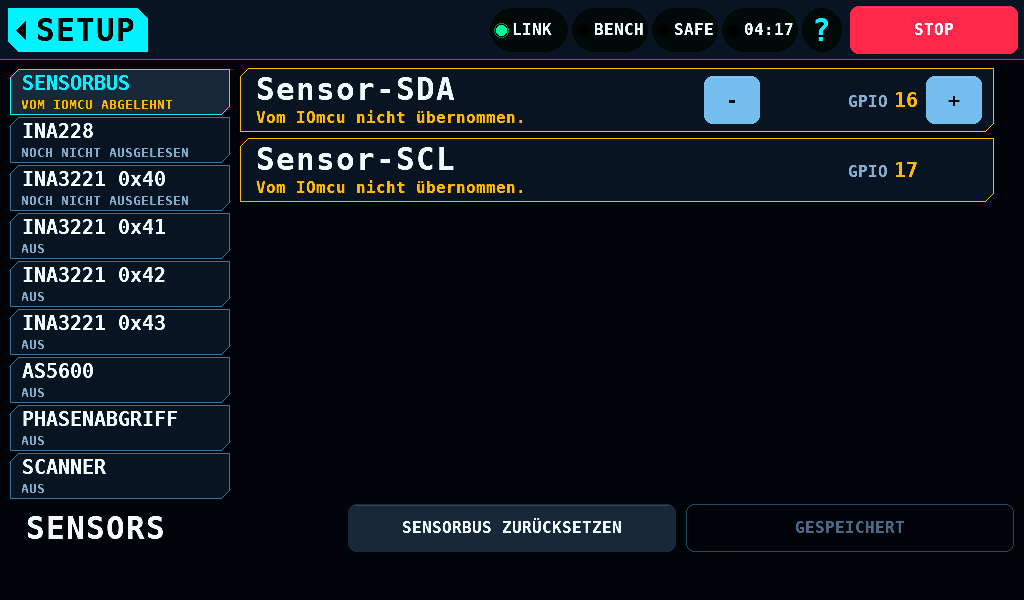 SETUP
LINK
BENCH
SAFE
04:17
?
STOP
SENSORBUS
VOM IOMCU ABGELEHNT
INA228
NOCH NICHT AUSGELESEN
INA3221 0x40
NOCH NICHT AUSGELESEN
INA3221 0x41
AUS
INA3221 0x42
AUS
INA3221 0x43
AUS
AS5600
AUS
PHASENABGRIFF
AUS
SCANNER
AUS
Sensor-SDA
Vom IOmcu nicht übernommen.
-
GPIO 16
+
Sensor-SCL
Vom IOmcu nicht übernommen.
GPIO 17
SENSORS
SENSORBUS ZURÜCKSETZEN
GESPEICHERT